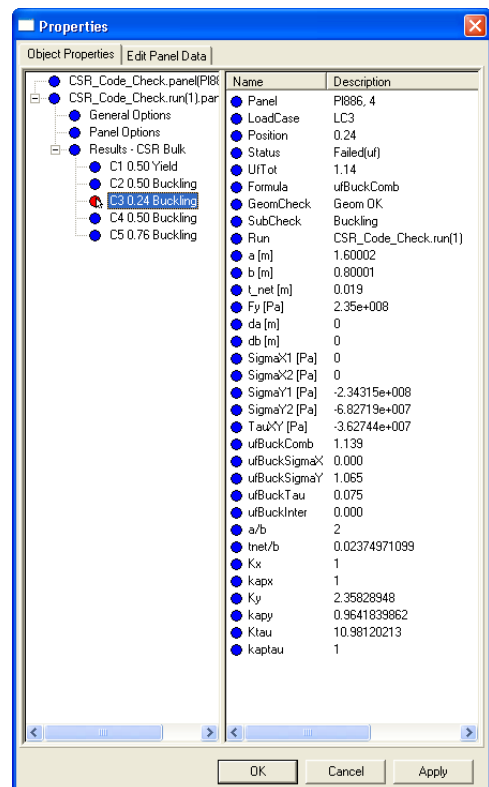 Properties
Object Properties Edit Panel Data
CSR_Code_Check.panel(Pl88
CSR_Code_Check.run(1).par
General Options
Panel Options
Results - CSR Bulk
C1 0.50 Yield
C2 0.50 Buckling
C3 0.24 Buckling
C4 0.50 Buckling
C5 0.76 Buckling
Name Description
Panel Pl886, 4
LoadCase LC3
Position 0.24
Status Failed(uf)
UfTot 1.14
Formula ufBuckComb
GeomCheck Geom OK
SubCheck Buckling
Run CSR_Code_Check.run(1)
a [m] 1.60002
b [m] 0.80001
t_net [m] 0.019
Fy [Pa] 2.35e+008
da [m] 0
db [m] 0
SigmaX1 [Pa] 0
SigmaX2 [Pa] 0
SigmaY1 [Pa] -2.34315e+008
SigmaY2 [Pa] -6.82719e+007
TauXY [Pa] -3.62744e+007
ufBuckComb 1.139
ufBuckSigmaX 0.000
ufBuckSigmaY 1.065
ufBuckTau 0.075
ufBuckInter 0.000
a/b 2
tnet/b 0.02374971099
Kx 1
kapx 1
Ky 2.35828948
kapy 0.9641839862
Ktau 10.98120213
kaptau 1
OK Cancel Apply